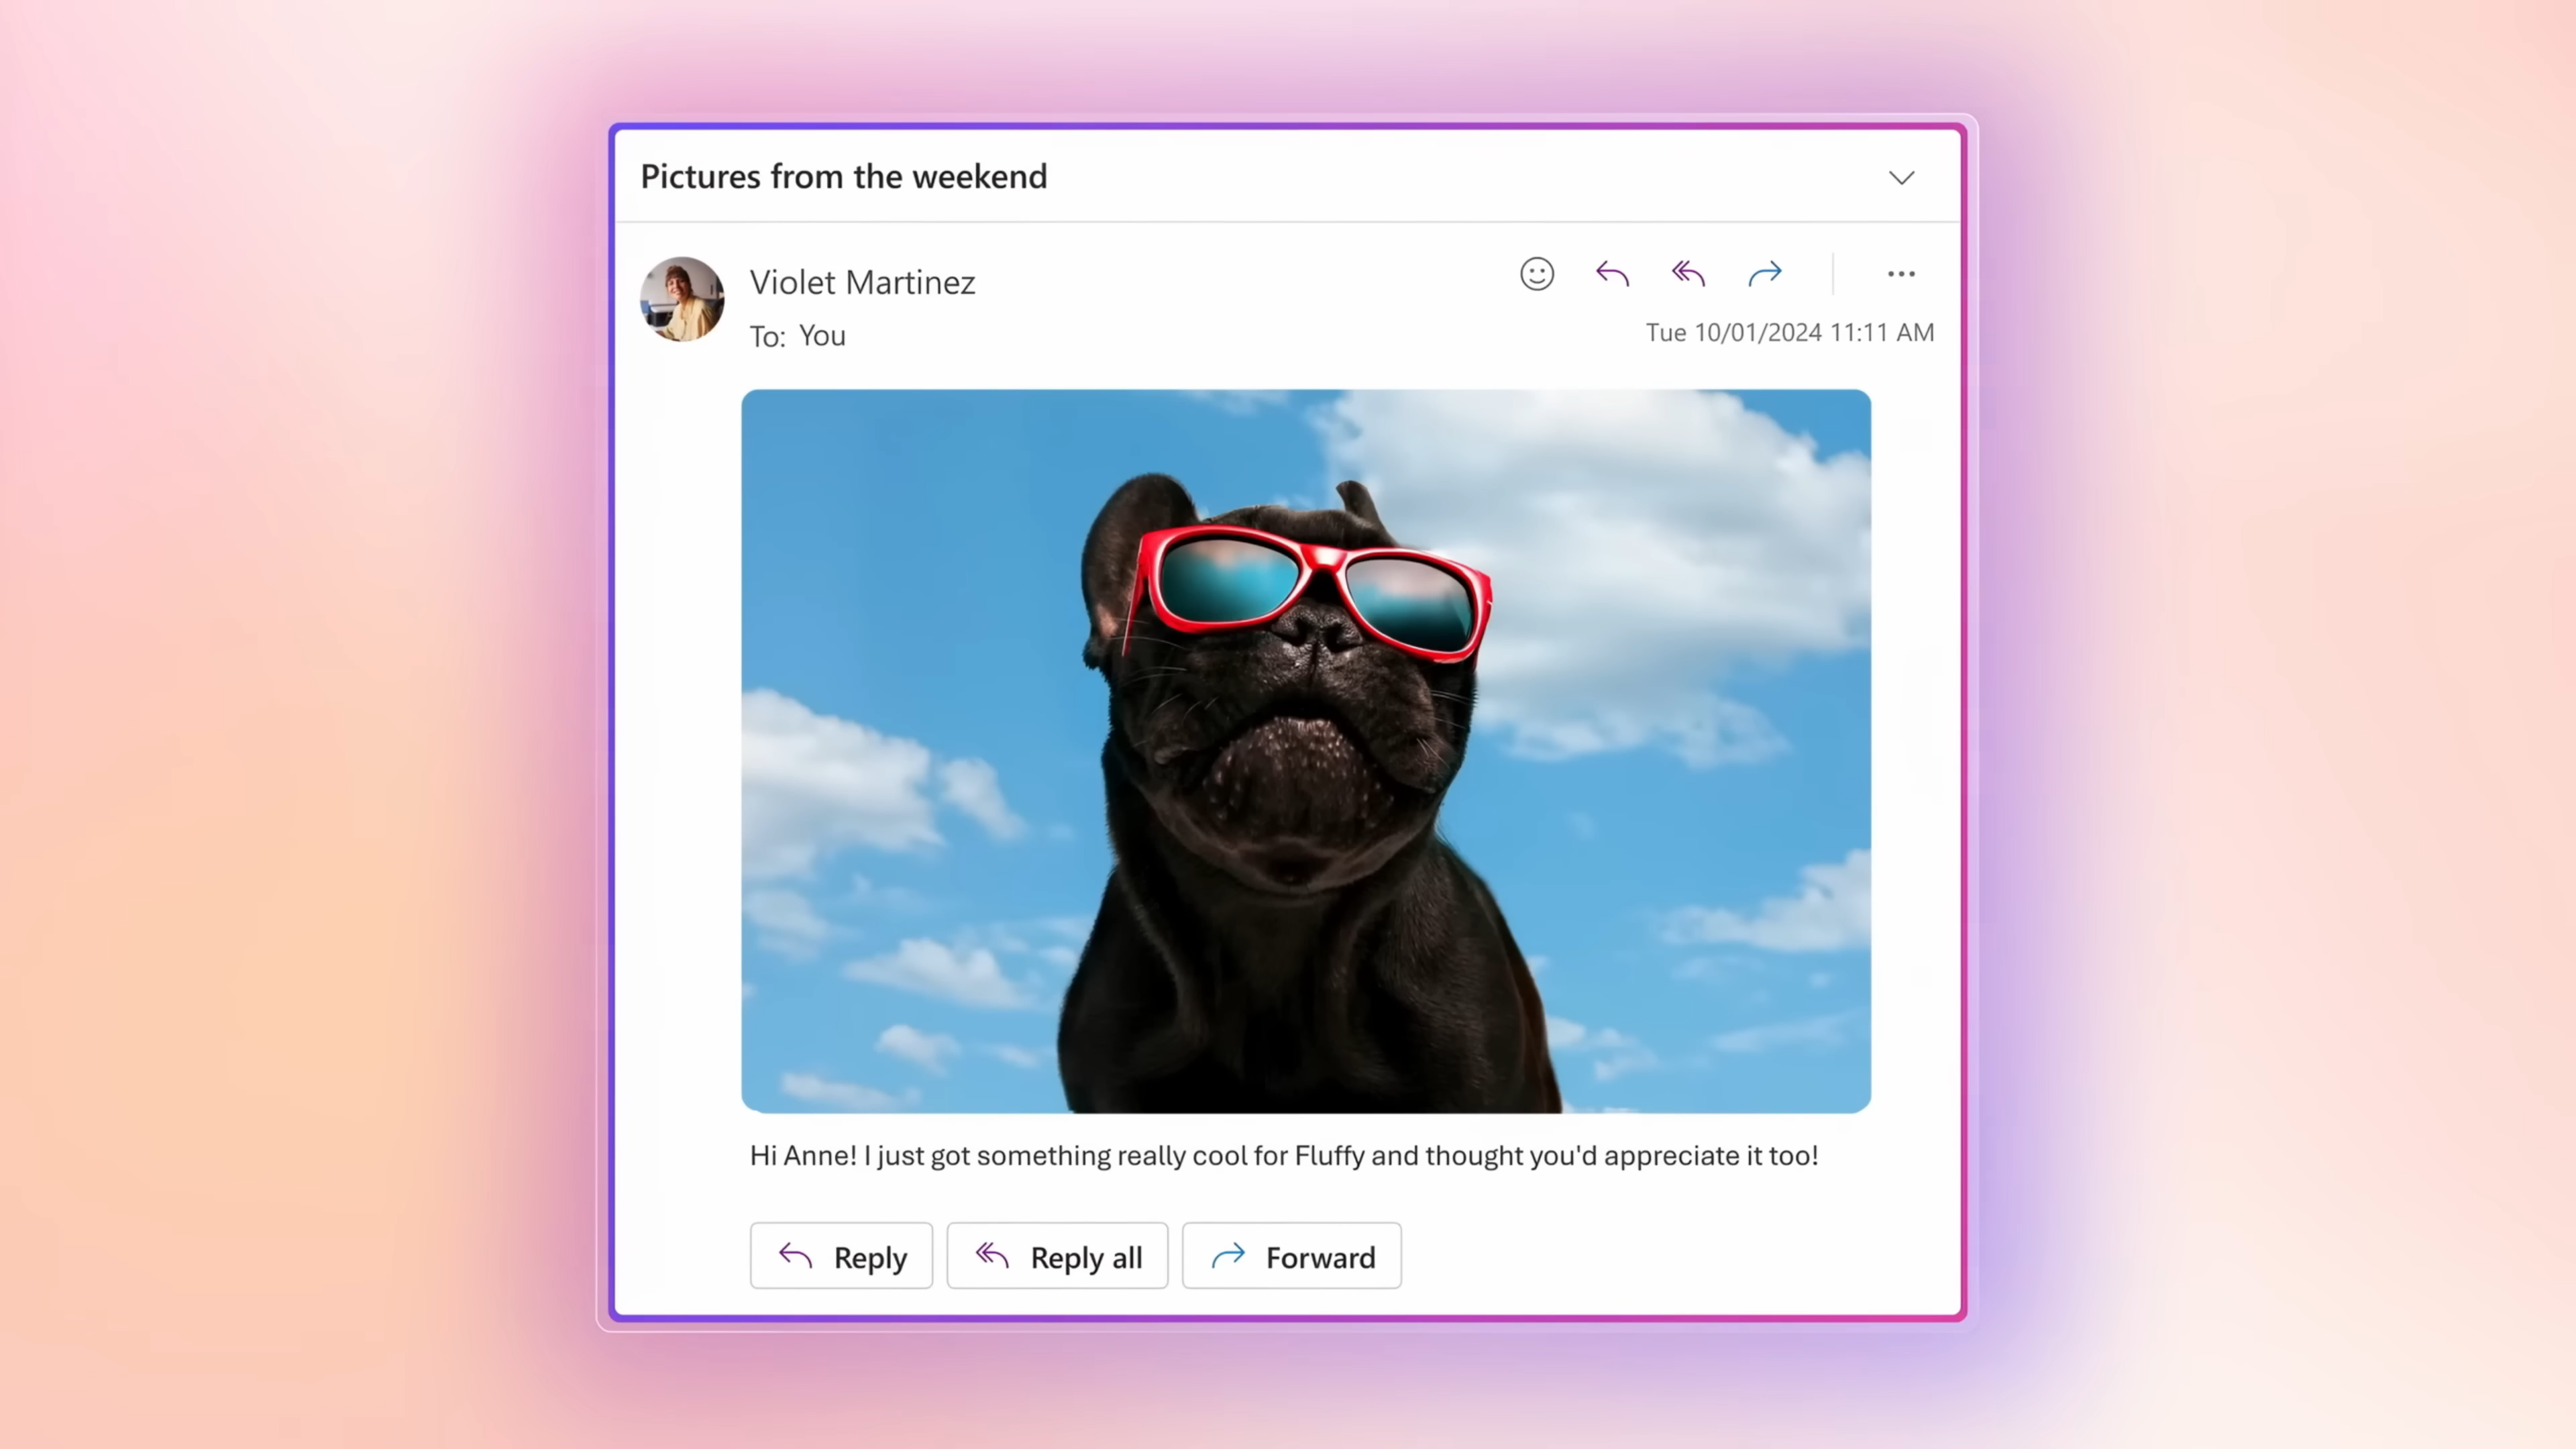 Pictures from the weekend
Violet Martinez
To: You
Tue 10/01/2024 11:11 AM
Hi Anne! I just got something really cool for Fluffy and thought you'd appreciate it too!
Reply
Reply all
Forward